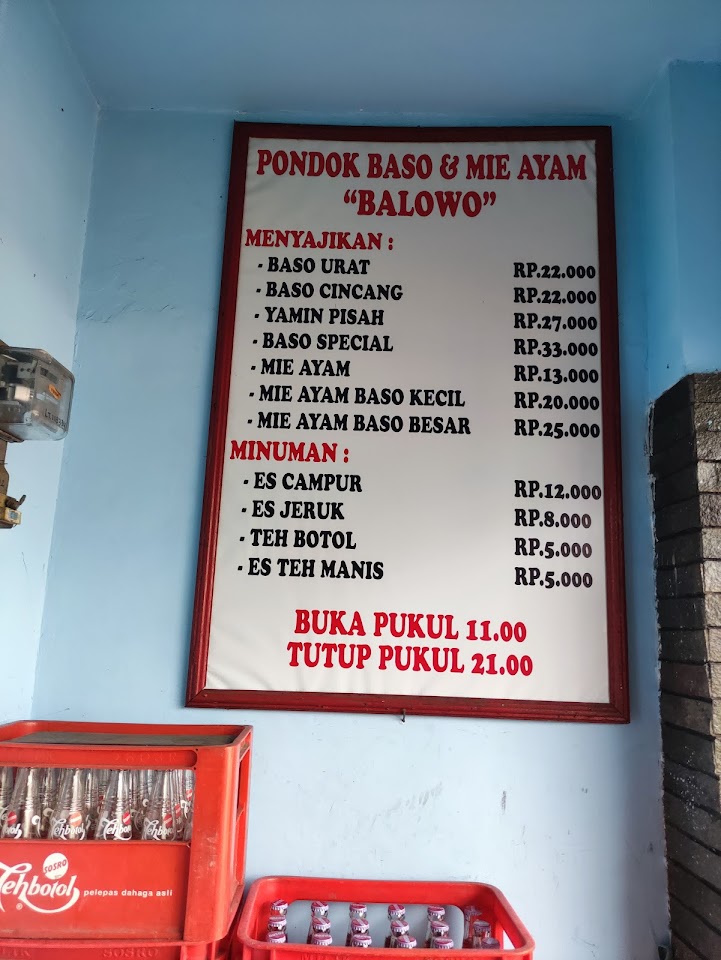 PONDOK BASO & MIE AYAM
“BALOWO”
MENYAJIKAN :
- BASO URAT RP.22.000
- BASO CINCANG RP.22.000
- YAMIN PISAH RP.27.000
- BASO SPECIAL RP.33.000
- MIE AYAM RP.13.000
- MIE AYAM BASO KECIL RP.20.000
- MIE AYAM BASO BESAR RP.25.000
MINUMAN :
- ES CAMPUR RP.12.000
- ES JERUK RP.8.000
- TEH BOTOL RP.5.000
- ES TEH MANIS RP.5.000
BUKA PUKUL 11.00
TUTUP PUKUL 21.00
SOSRO
Tehbotol
pelepas dahaga asli
SOSRO